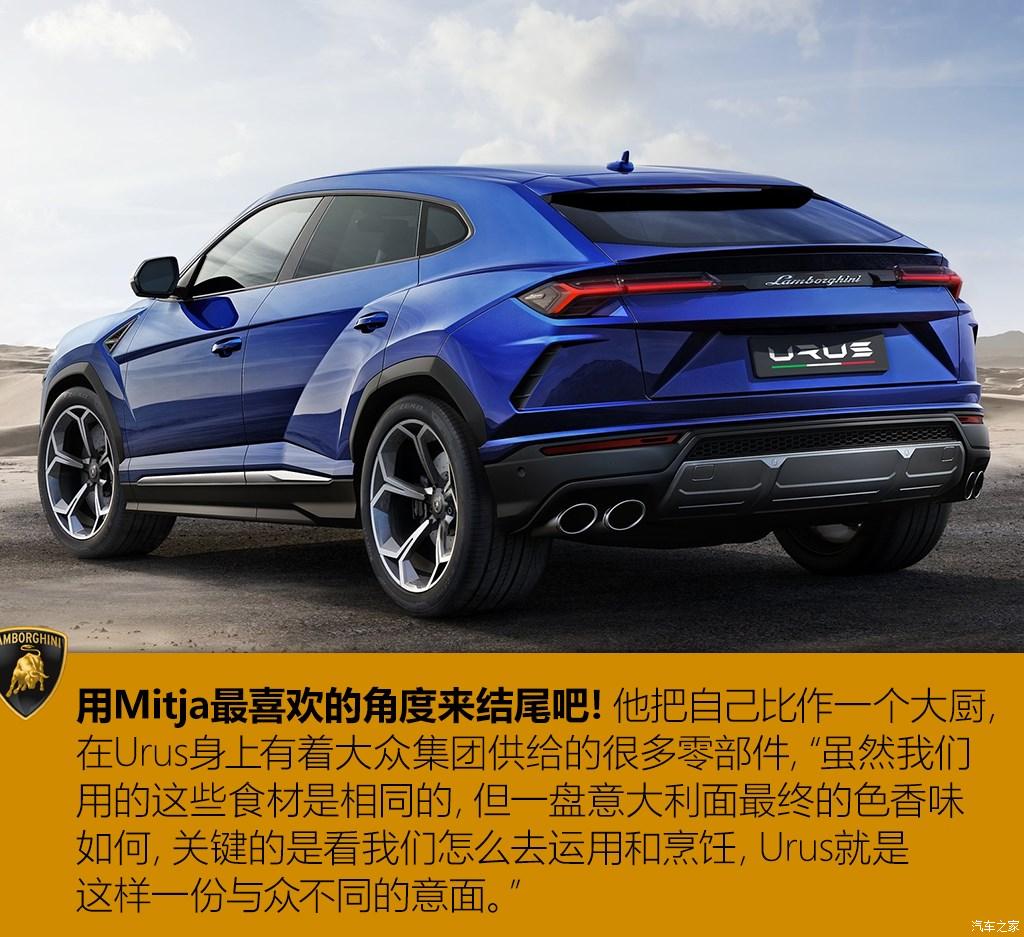 Lamborghini
URUS
LAMBORGHINI
用Mitja最喜欢的角度来结尾吧! 他把自己比作一个大厨,
在Urus身上有着大众集团供给的很多零部件, “虽然我们
用的这些食材是相同的, 但一盘意大利面最终的色香味
如何, 关键的是看我们怎么去运用和烹饪, Urus就是
这样一份与众不同的意面。”
汽车之家